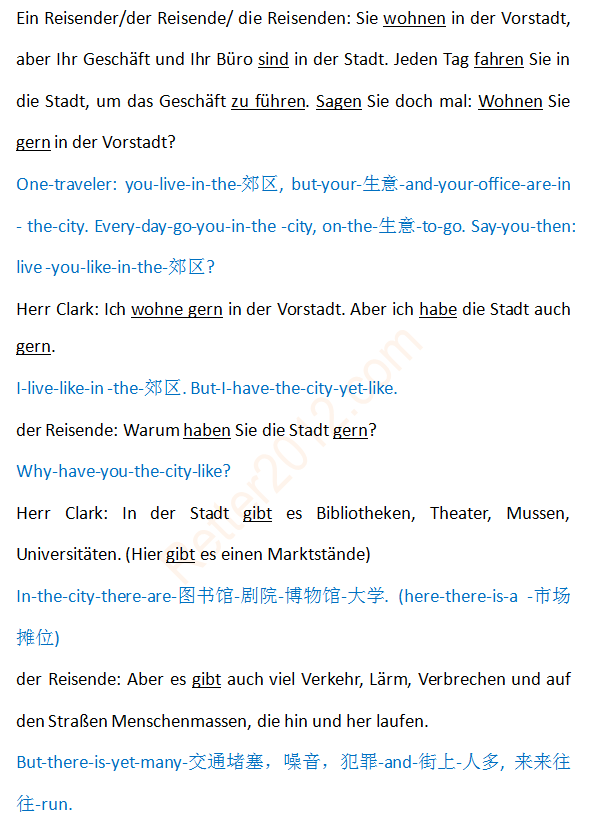 Ein Reisender/der Reisende/ die Reisenden: Sie wohnen in der Vorstadt,
aber Ihr Geschäft und Ihr Büro sind in der Stadt. Jeden Tag fahren Sie in
die Stadt, um das Geschäft zu führen. Sagen Sie doch mal: Wohnen Sie
gern in der Vorstadt?
One-traveler: you-live-in-the-郊区, but-your-生意-and-your-office-are-in
- the-city. Every-day-go-you-in-the -city, on-the-生意-to-go. Say-you-then:
live -you-like-in-the-郊区?
Herr Clark: Ich wohne gern in der Vorstadt. Aber ich habe die Stadt auch
gern.
I-live-like-in -the-郊区. But-I-have-the-city-yet-like.
der Reisende: Warum haben Sie die Stadt gern?
Why-have-you-the-city-like?
Herr Clark: In der Stadt gibt es Bibliotheken, Theater, Mussen,
Universitäten. (Hier gibt es einen Marktstände)
In-the-city-there-are-图书馆-剧院-博物馆-大学. (here-there-is-a -市场
摊位)
der Reisende: Aber es gibt auch viel Verkehr, Lärm, Verbrechen und auf
den Straßen Menschenmassen, die hin und her laufen.
But-there-is-yet-many-交通堵塞，噪音，犯罪-and-街上-人多, 来来往
往-run.
Retter2012.com